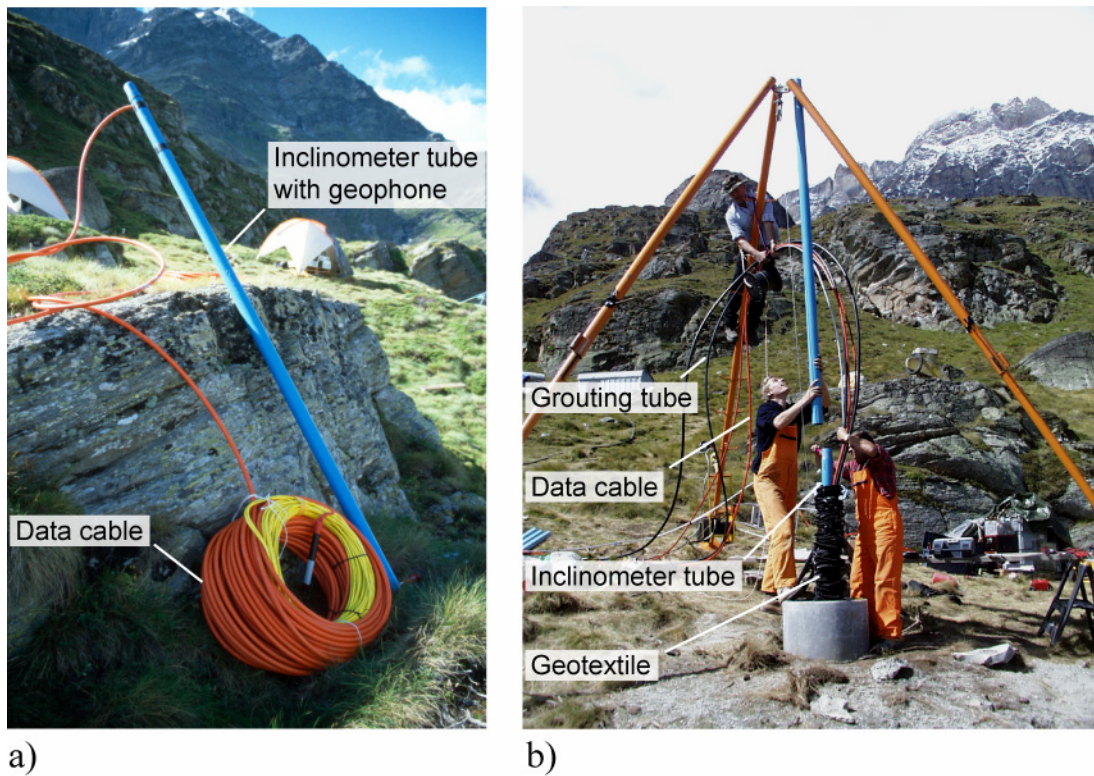 Inclinometer tube
with geophone
Data cable
a)
Grouting tube
Data cable
Inclinometer tube
Geotextile
b)